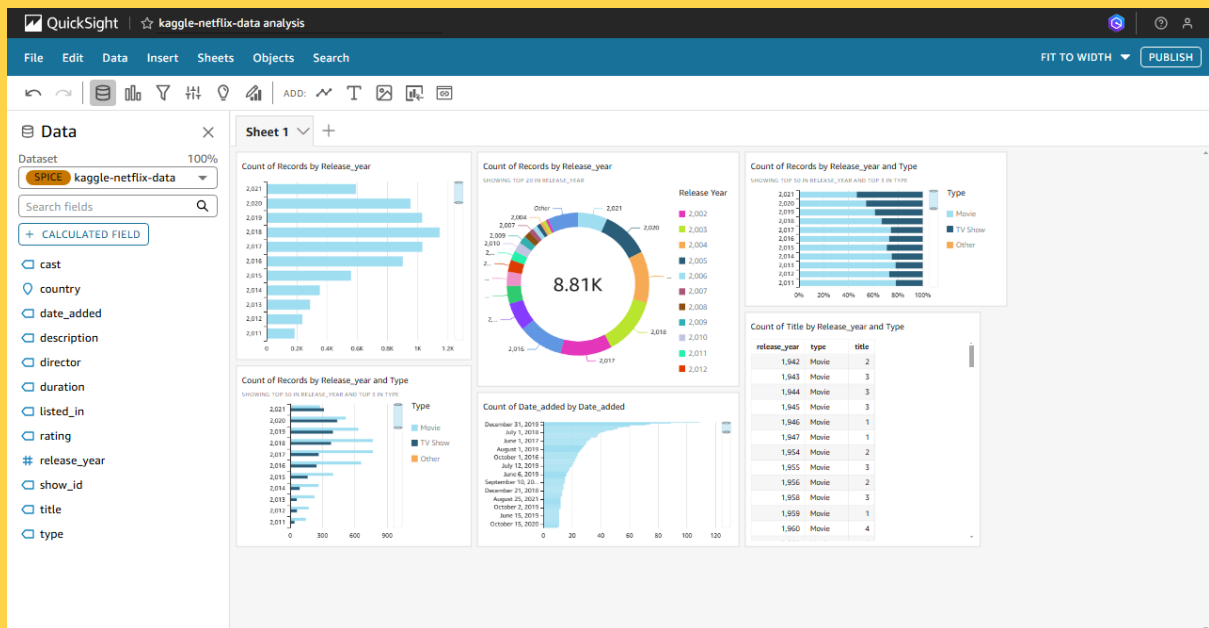 QuickSight
kaggle-netflix-data analysis
File Edit Data Insert Sheets Objects Search
FIT TO WIDTH
PUBLISH
ADD:
Data
Dataset 100%
SPICE kaggle-netflix-data
Search fields
+ CALCULATED FIELD
cast
country
date_added
description
director
duration
listed_in
rating
# release_year
show_id
title
type
Sheet 1
Count of Records by Release_year
2,021
2,020
2,019
2,018
2,017
2,016
2,015
2,014
2,013
2,012
2,011
0 0.2K 0.4K 0.6K 0.8K 1K 1.2K
Count of Records by Release_year
SHOWING TOP 20 IN RELEASE_YEAR
Other
2,021
2,004
2,007
2,020
2,009
2,010
2...
2...
2,018
2...
2,016
2,017
8.81K
Release Year
2,002
2,003
2,004
2,005
2,006
2,007
2,008
2,009
2,010
2,011
2,012
Count of Records by Release_year and Type
SHOWING TOP 50 IN RELEASE_YEAR AND TOP 3 IN TYPE
2,021
2,020
2,019
2,018
2,017
2,016
2,015
2,014
2,013
2,012
2,011
0% 20% 40% 60% 80% 100%
Type
Movie
TV Show
Other
Count of Records by Release_year and Type
SHOWING TOP 50 IN RELEASE_YEAR AND TOP 3 IN TYPE
2,021
2,020
2,019
2,018
2,017
2,016
2,015
2,014
2,013
2,012
2,011
0 300 600 900
Type
Movie
TV Show
Other
Count of Date_added by Date_added
December 31, 2019
July 1, 2018
June 1, 2017
August 1, 2019
October 1, 2016
July 12, 2019
June 6, 2019
September 10, 20...
December 21, 2018
August 25, 2021
October 2, 2019
June 15, 2019
October 15, 2020
0 20 40 60 80 100 120
Count of Title by Release_year and Type
release_year type title
1,942 Movie 2
1,943 Movie 3
1,944 Movie 3
1,945 Movie 3
1,946 Movie 1
1,947 Movie 1
1,954 Movie 2
1,955 Movie 3
1,956 Movie 2
1,958 Movie 3
1,959 Movie 1
1,960 Movie 4